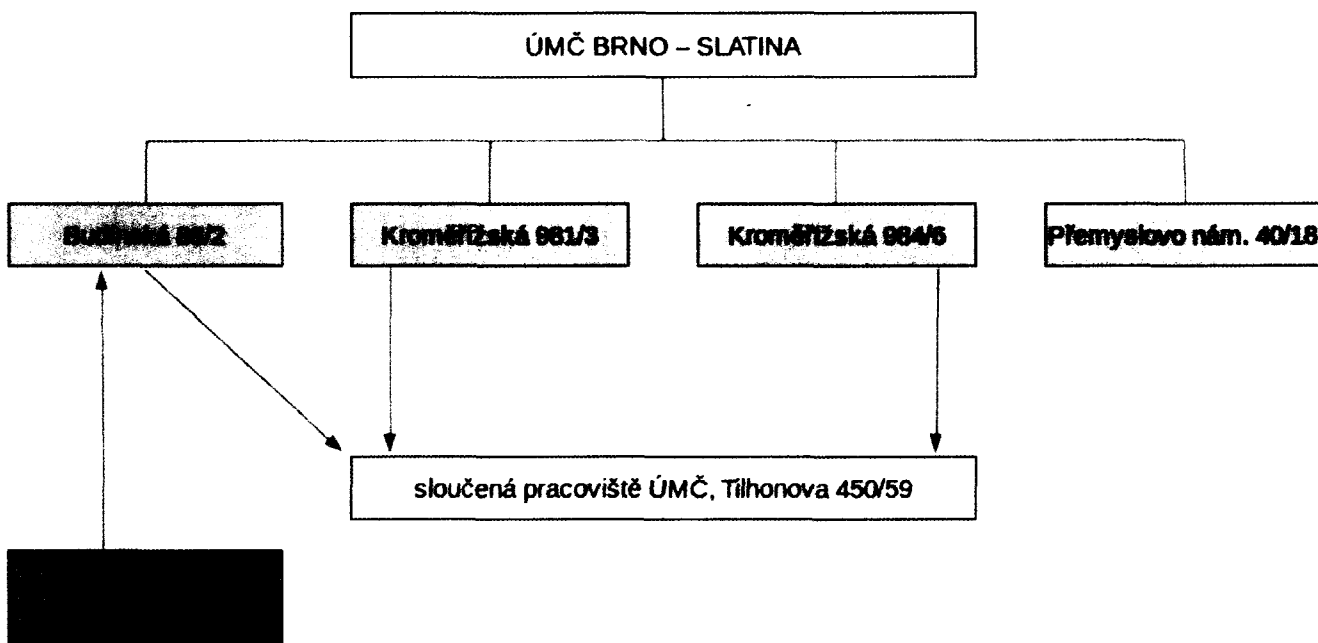 ÚMČ BRNO – SLATINA
Kroměřížská 981/3
Kroměřížská 984/6
Přemyslovo nám. 40/18
sloučená pracoviště ÚMČ, Tilhonova 450/59